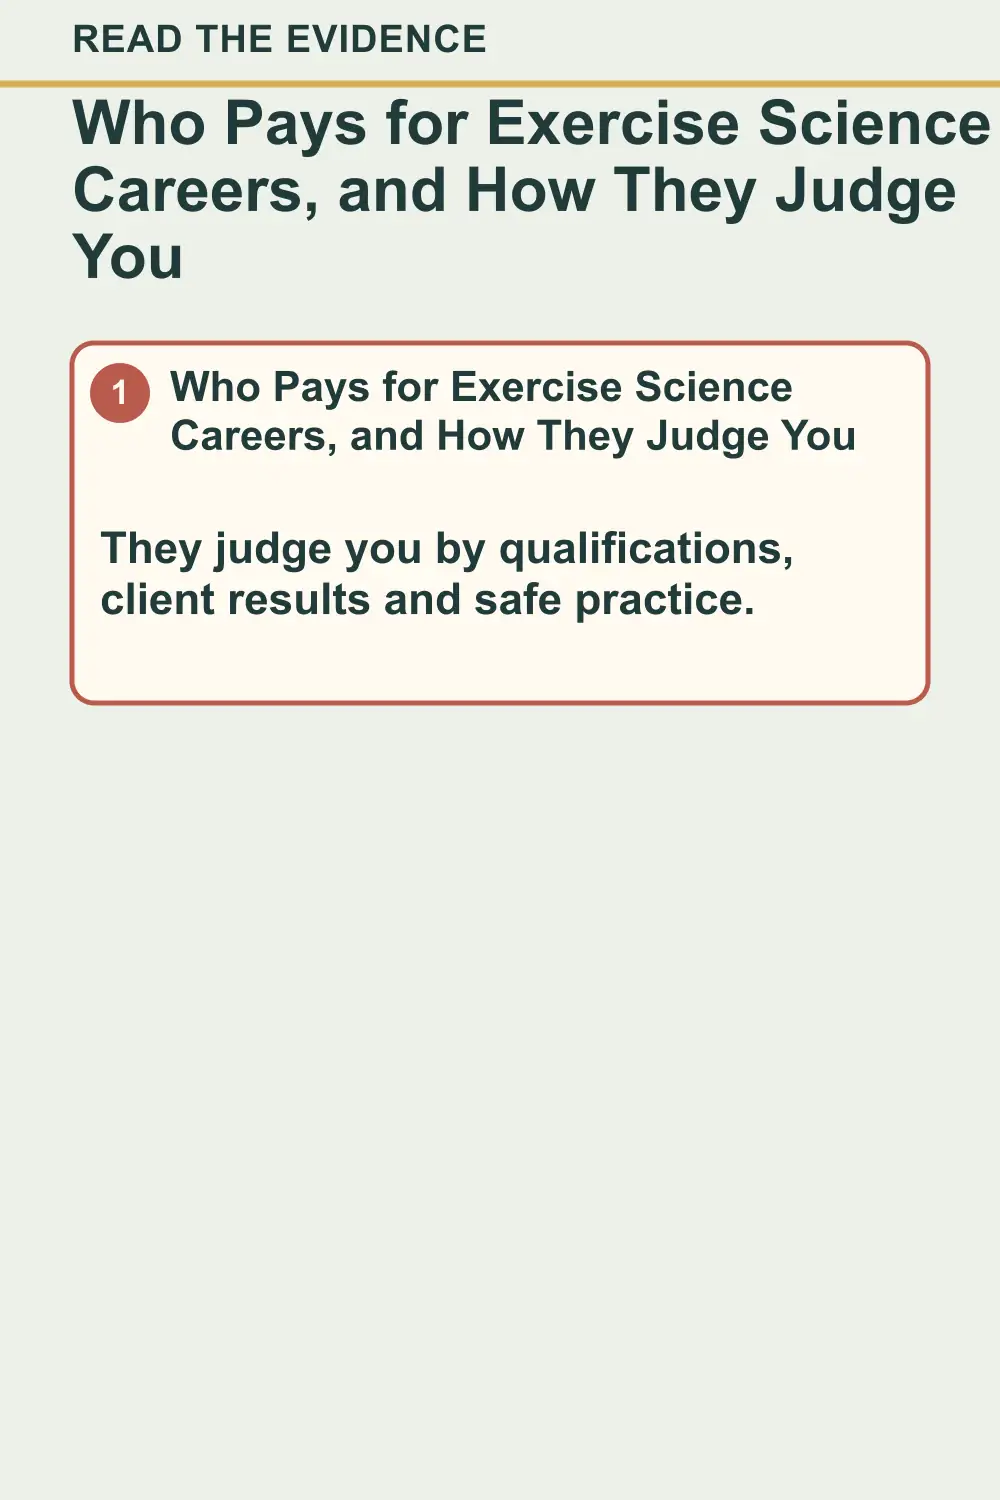 READ THE EVIDENCE
Who Pays for Exercise Science
Careers, and How They Judge
You
1
Who Pays for Exercise Science
Careers, and How They Judge You
They judge you by qualifications,
client results and safe practice.